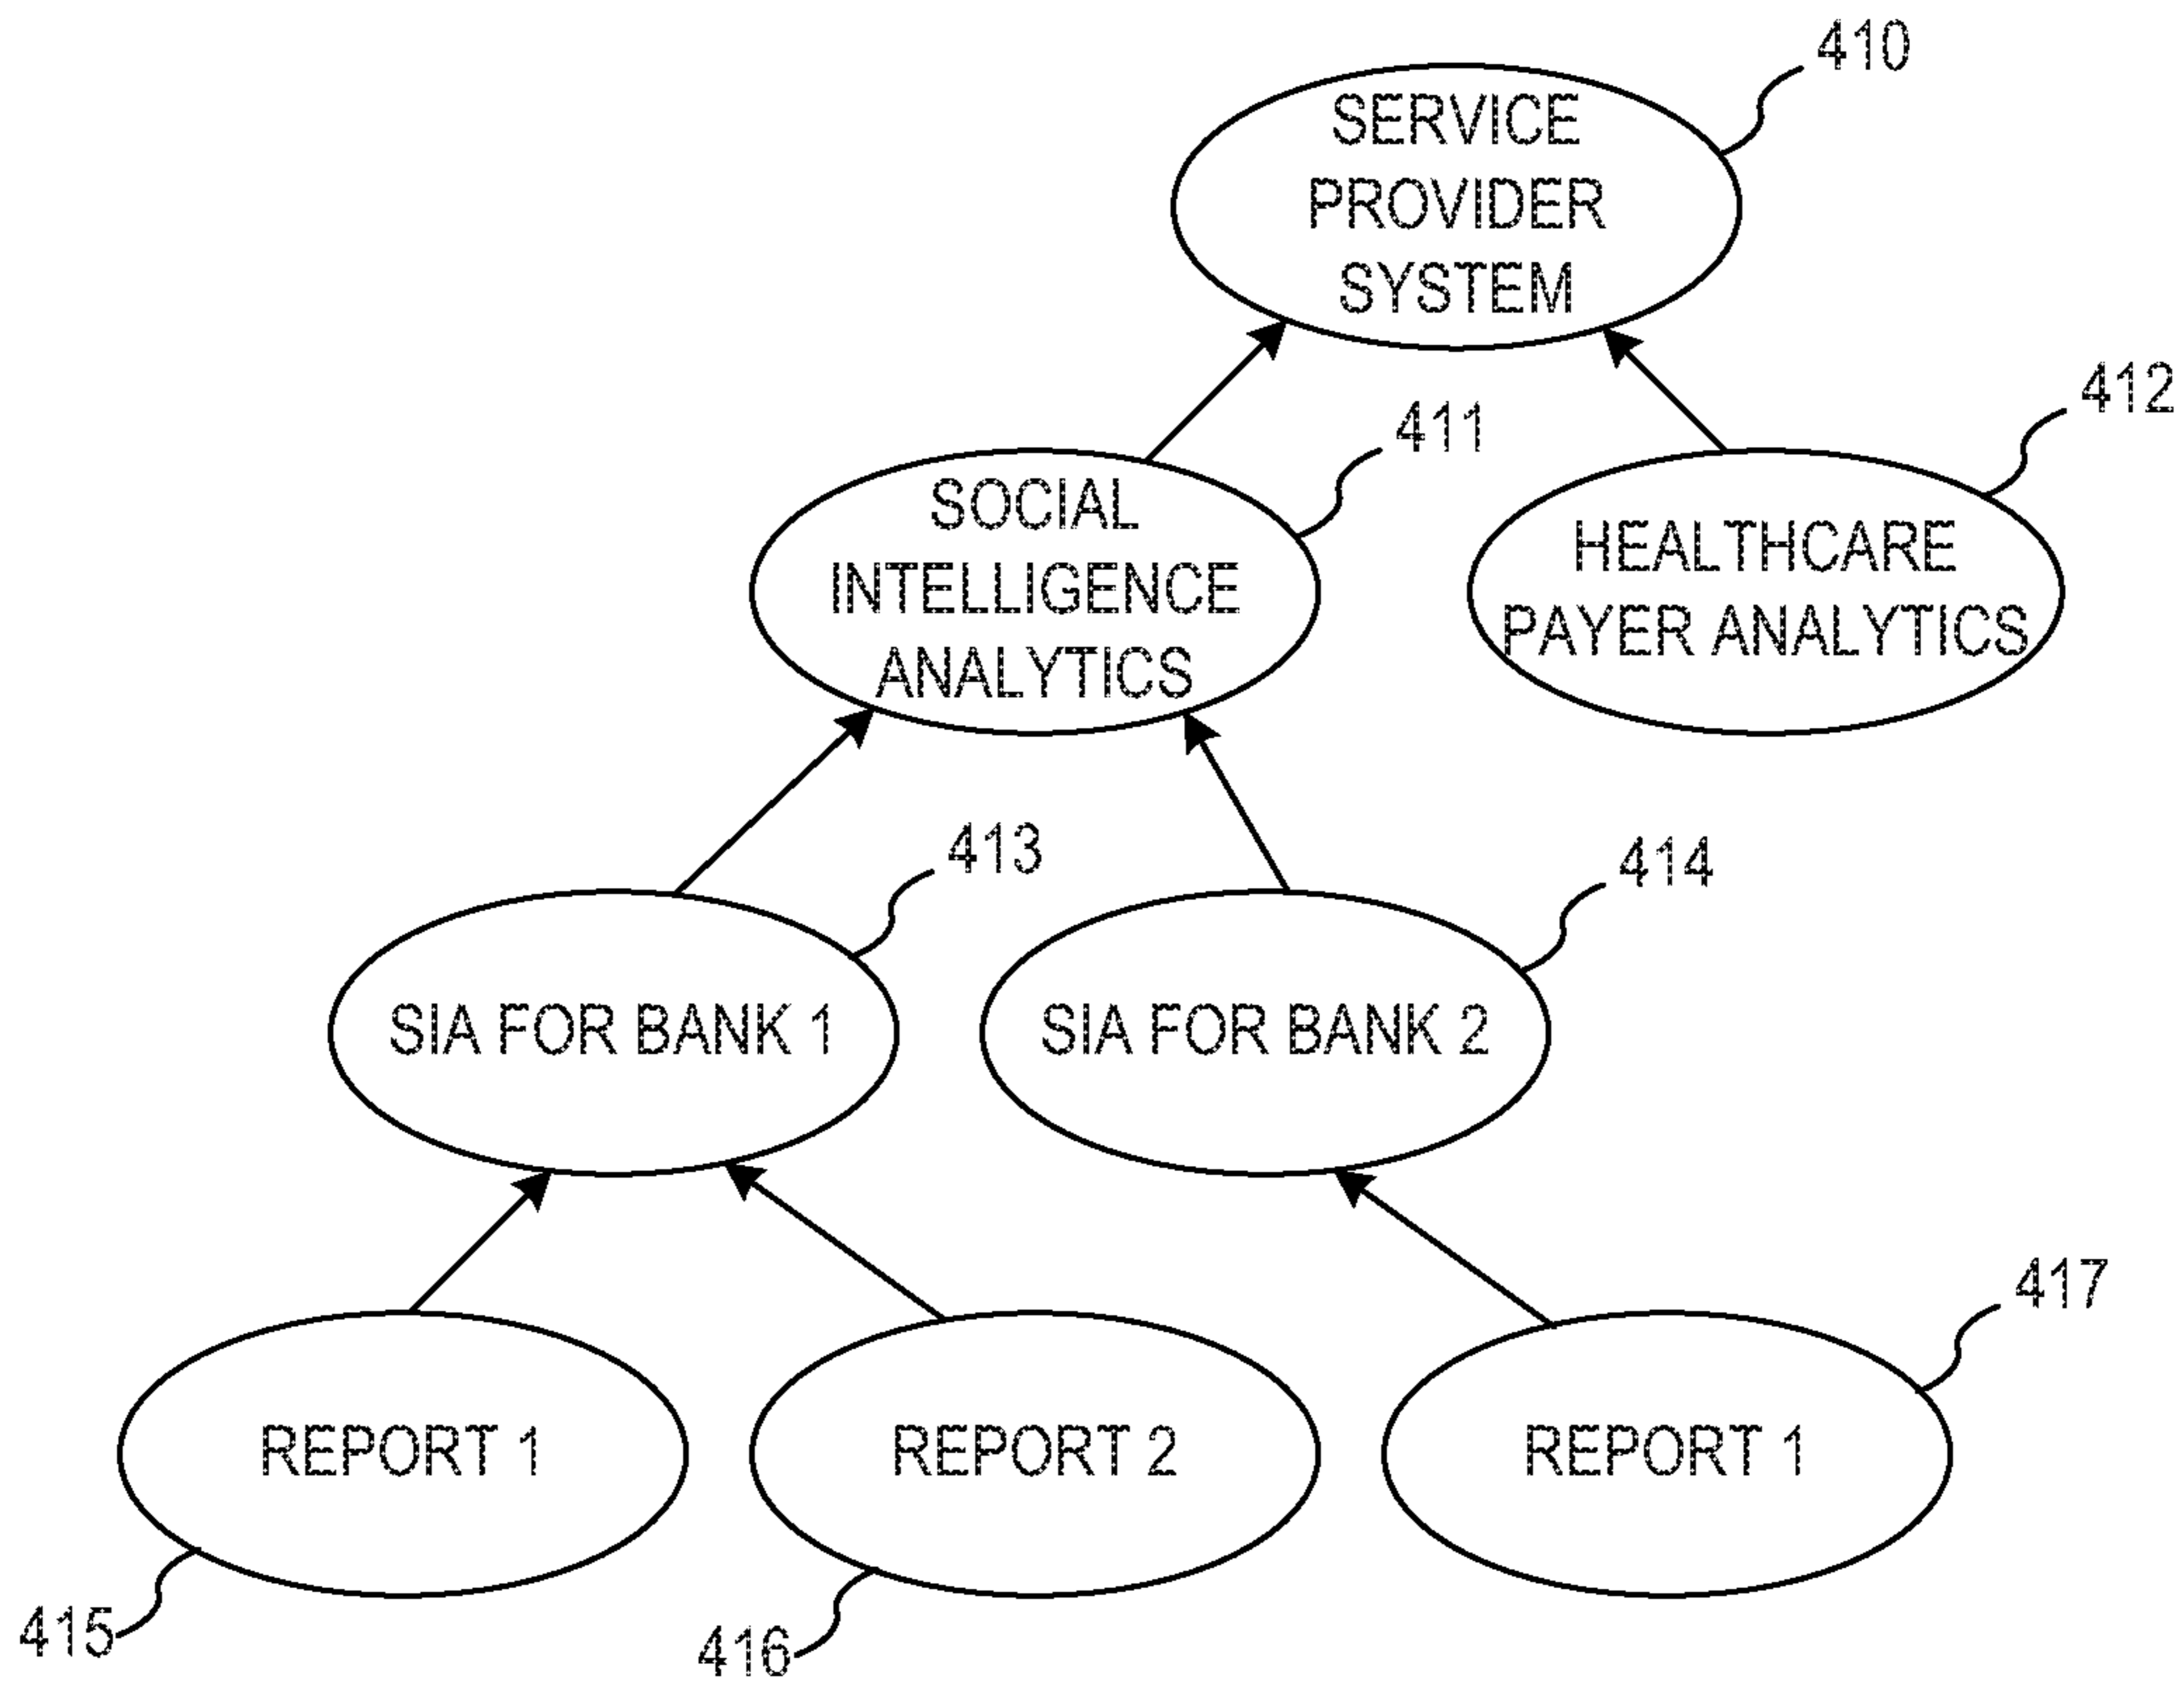 410
SERVICE
PROVIDER
SYSTEM
412
411
SOCIAL
INTELLIGENCE
ANALYTICS
HEALTHCARE
PAYER ANALYTICS
413
414
SIA FOR BANK 1
SIA FOR BANK 2
417
REPORT 1
REPORT 2
REPORT 1
415
416